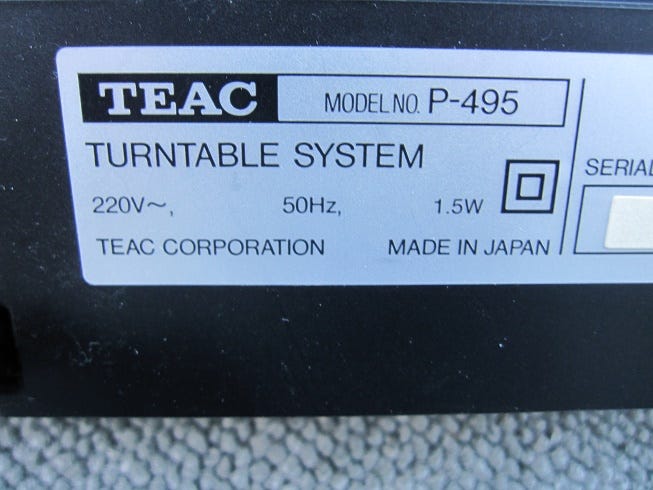 TEAC MODEL NO. P-495
TURNTABLE SYSTEM
220V~, 50Hz, 1.5W
TEAC CORPORATION MADE IN JAPAN
SERIAL